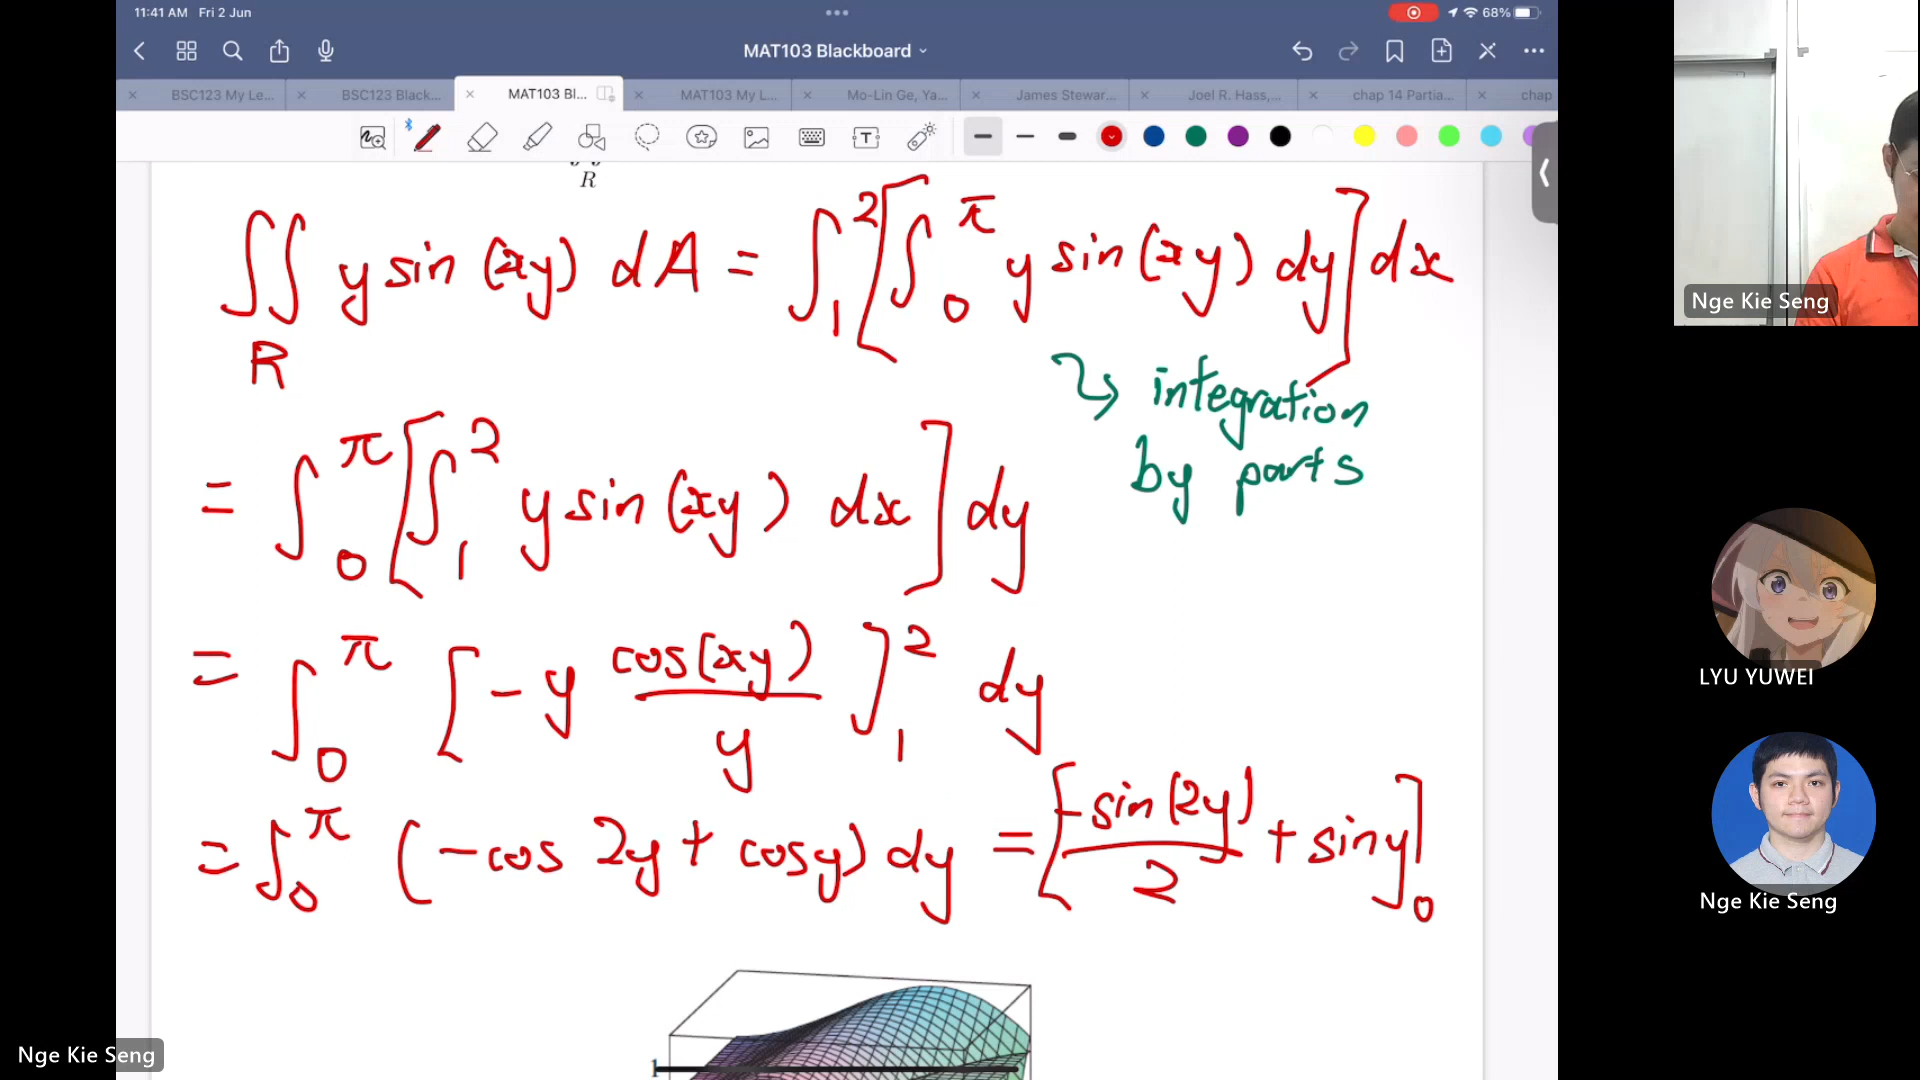 11:41 AM Fri 2 Jun
68%
MAT103 Blackboard
BSC123 My Le...
BSC123 Black...
MAT103 Bl...
MAT103 My L...
Mo-Lin Ge, Ya...
James Stewar...
Joel R. Hass,...
chap 14 Partia...
chap
R
∬ y sin (xy) dA = ∫₁² [∫₀^π y sin (xy) dy] dx
R
↳ integration
by parts
= ∫₀^π [∫₁² y sin (xy) dx] dy
= ∫₀^π [-y cos(xy)/y]₁² dy
= ∫₀^π (-cos 2y + cos y) dy = [-sin(2y)/2 + sin y]₀
1
Nge Kie Seng
LYU YUWEI
Nge Kie Seng
Nge Kie Seng